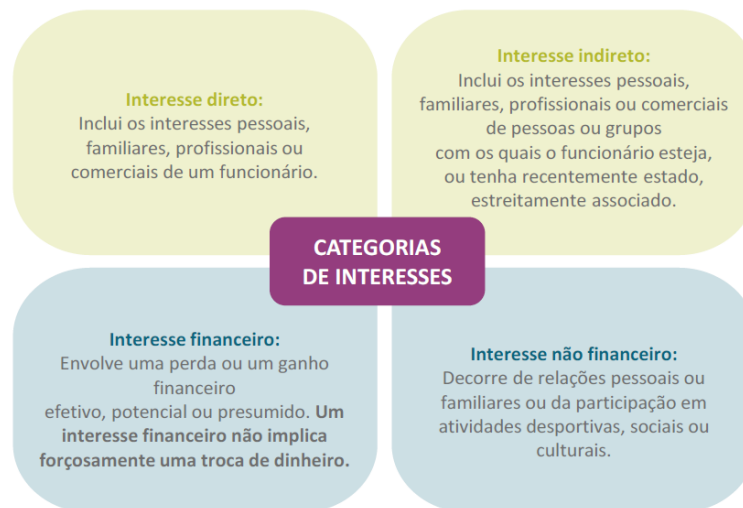 Interesse direto:
Inclui os interesses pessoais,
familiares, profissionais ou
comerciais de um funcionário.
Interesse indireto:
Inclui os interesses pessoais,
familiares, profissionais ou comerciais
de pessoas ou grupos
com os quais o funcionário esteja,
ou tenha recentemente estado,
estreitamente associado.
CATEGORIAS
DE INTERESSES
Interesse financeiro:
Envolve uma perda ou um ganho
financeiro
efetivo, potencial ou presumido. Um
interesse financeiro não implica
forçosamente uma troca de dinheiro.
Interesse não financeiro:
Decorre de relações pessoais ou
familiares ou da participação em
atividades desportivas, sociais ou
culturais.